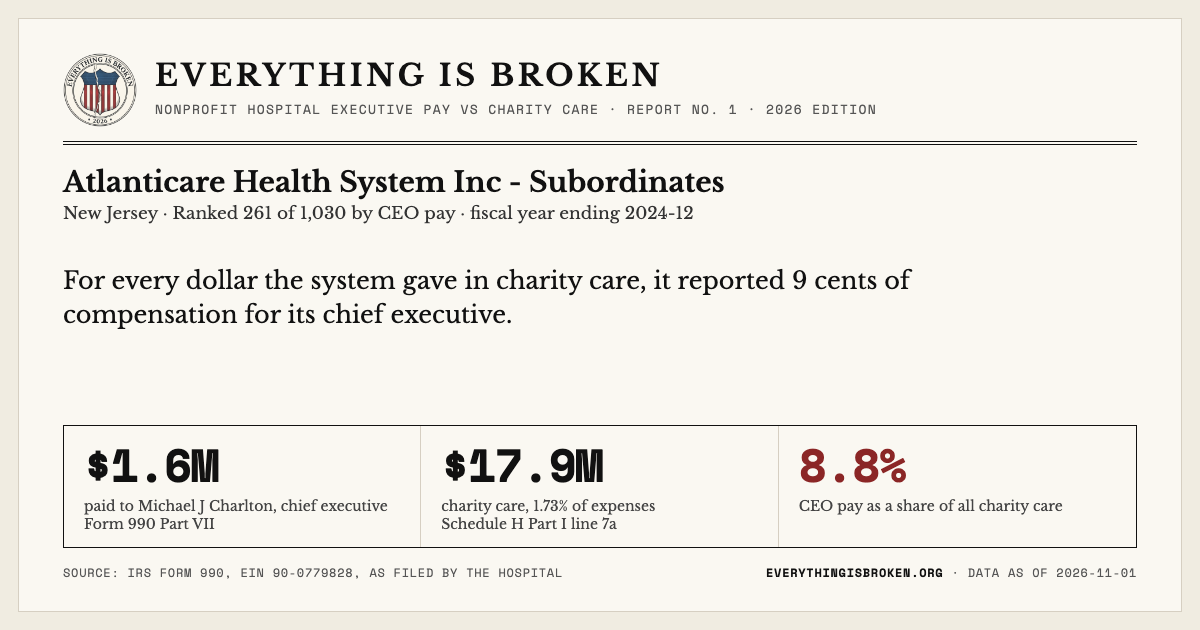 EVERYTHING IS BROKEN
· 2026 ·
EVERYTHING IS BROKEN
NONPROFIT HOSPITAL EXECUTIVE PAY VS CHARITY CARE · REPORT NO. 1 · 2026 EDITION
Atlanticare Health System Inc - Subordinates
New Jersey · Ranked 261 of 1,030 by CEO pay · fiscal year ending 2024-12
For every dollar the system gave in charity care, it reported 9 cents of
compensation for its chief executive.
$1.6M
paid to Michael J Charlton, chief executive
Form 990 Part VII
$17.9M
charity care, 1.73% of expenses
Schedule H Part I line 7a
8.8%
CEO pay as a share of all charity care
SOURCE: IRS FORM 990, EIN 90-0779828, AS FILED BY THE HOSPITAL
EVERYTHINGISBROKEN.ORG · DATA AS OF 2026-11-01